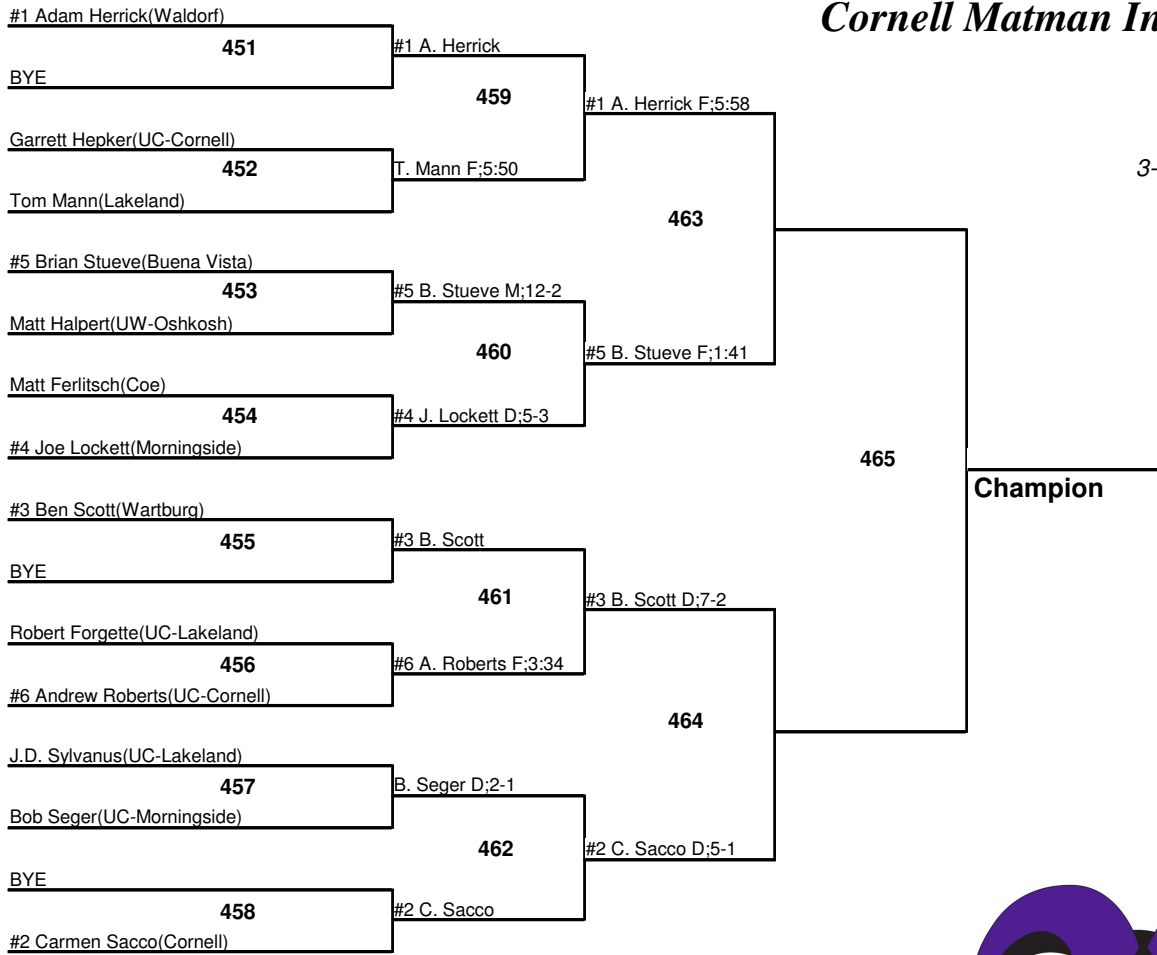 #1 Adam Herrick(Waldorf)
451
BYE
Garrett Hepker(UC-Cornell)
452
Tom Mann(Lakeland)
#5 Brian Stueve(Buena Vista)
453
Matt Halpert(UW-Oshkosh)
Matt Ferlitsch(Coe)
454
#4 Joe Lockett(Morningside)
#3 Ben Scott(Wartburg)
455
BYE
Robert Forgette(UC-Lakeland)
456
#6 Andrew Roberts(UC-Cornell)
J.D. Sylvanus(UC-Lakeland)
457
Bob Seger(UC-Morningside)
BYE
458
#2 Carmen Sacco(Cornell)
#1 A. Herrick
459
T. Mann F;5:50
#5 B. Stueve M;12-2
460
#4 J. Lockett D;5-3
#3 B. Scott
461
#6 A. Roberts F;3:34
B. Seger D;2-1
462
#2 C. Sacco
#1 A. Herrick F;5:58
463
#5 B. Stueve F;1:41
#3 B. Scott D;7-2
464
#2 C. Sacco D;5-1
465
Champion
Cornell Matman In
3-